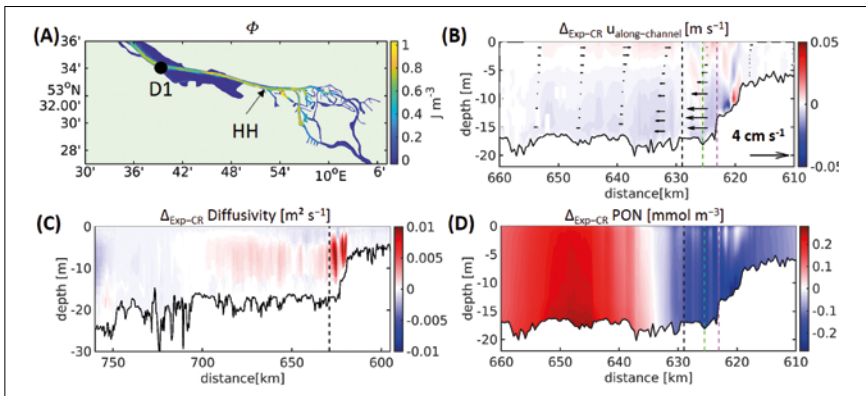 (A)
Φ
36'
34'
53°N
32.00'
30'
28'
D1
HH
30' 36' 42' 48' 54' 10°E 6'
1
0.8
0.6
0.4
0.2
0
J m⁻³
(B)
Δ Exp-CR u along-channel [m s⁻¹]
depth [m]
0
-5
-10
-15
-20
660 650 640 630 620 610
distance[km]
4 cm s⁻¹
0.05
0
-0.05
(C)
Δ Exp-CR Diffusivity [m² s⁻¹]
depth [m]
0
-10
-20
-30
750 700 650 600
distance[km]
0.01
0.005
0
-0.005
-0.01
(D)
Δ Exp-CR PON [mmol m⁻³]
depth [m]
0
-5
-10
-15
-20
660 650 640 630 620 610
distance[km]
0.2
0.1
0
-0.1
-0.2